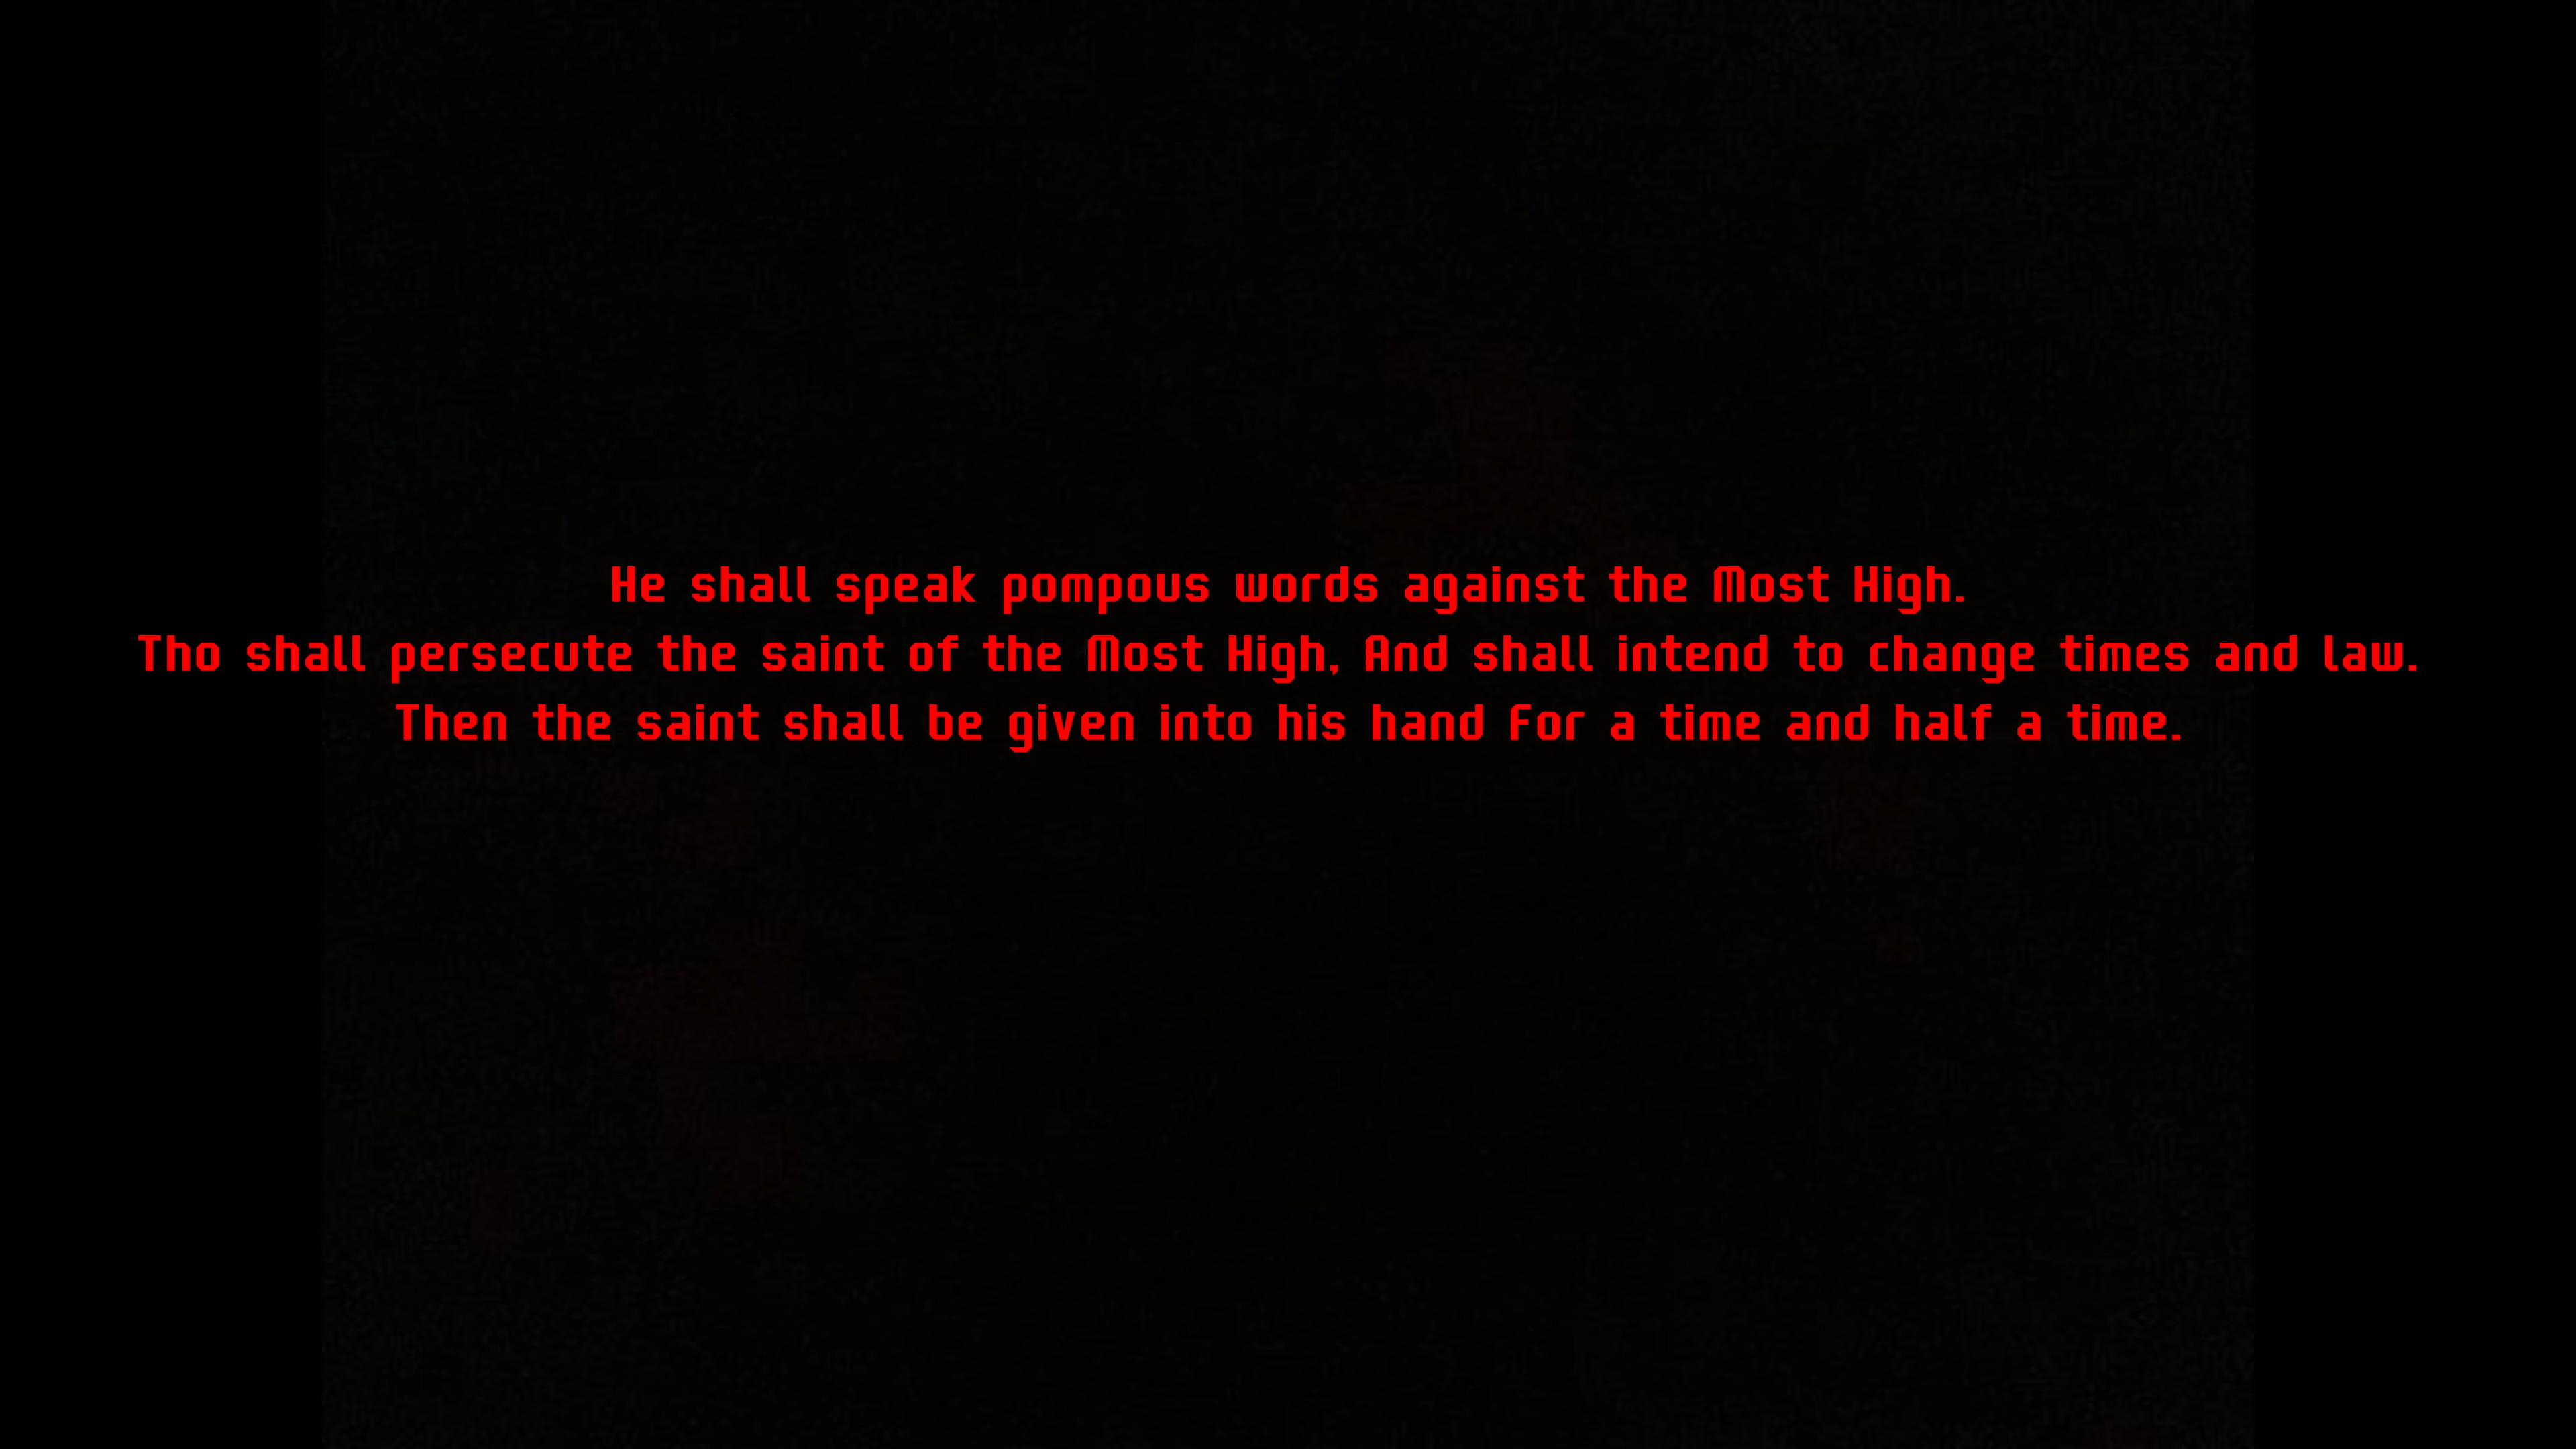 He shall speak pompous words against the Most High.
Tho shall persecute the saint of the Most High, And shall intend to change times and law.
Then the saint shall be given into his hand For a time and half a time.